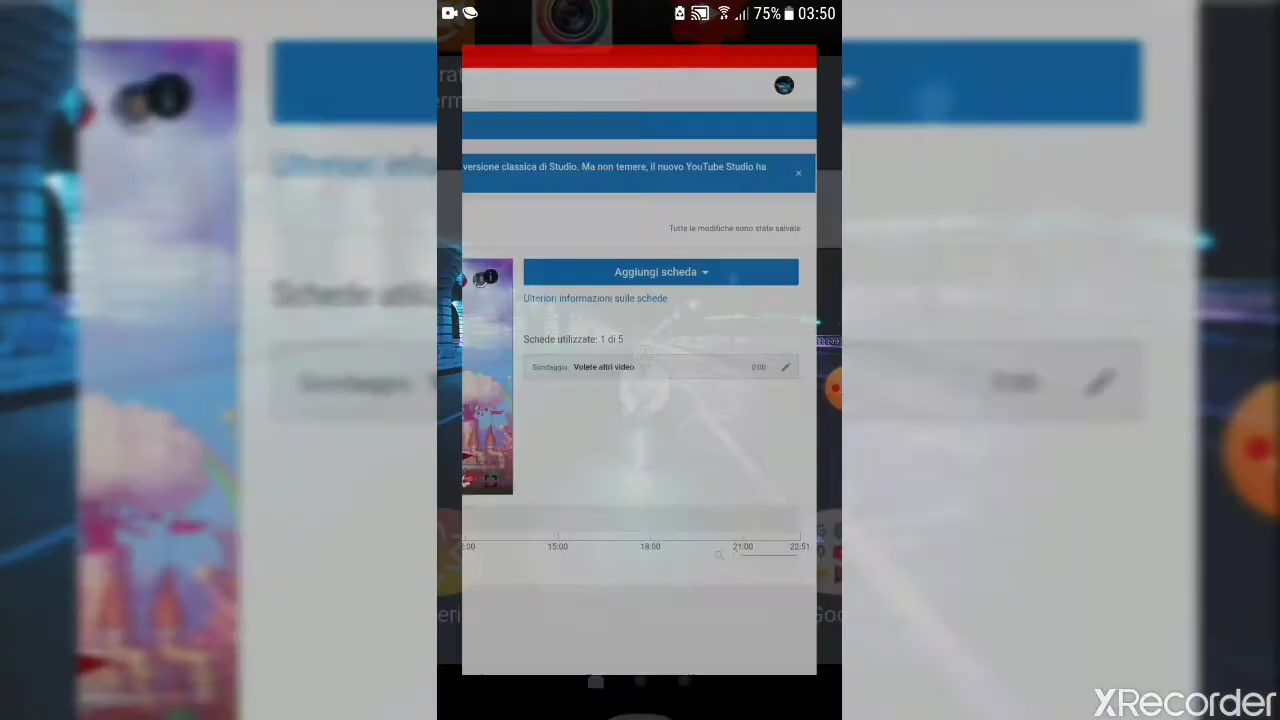 75% 03:50
versione classica di Studio. Ma non temere, il nuovo YouTube Studio ha
Tutte le modifiche sono state salvate
Aggiungi scheda
Ulteriori informazioni sulle schede
Schede utilizzate: 1 di 5
Sondaggio: Volete altri video 0:00
15:00 18:00 21:00 22:51
XRecorder